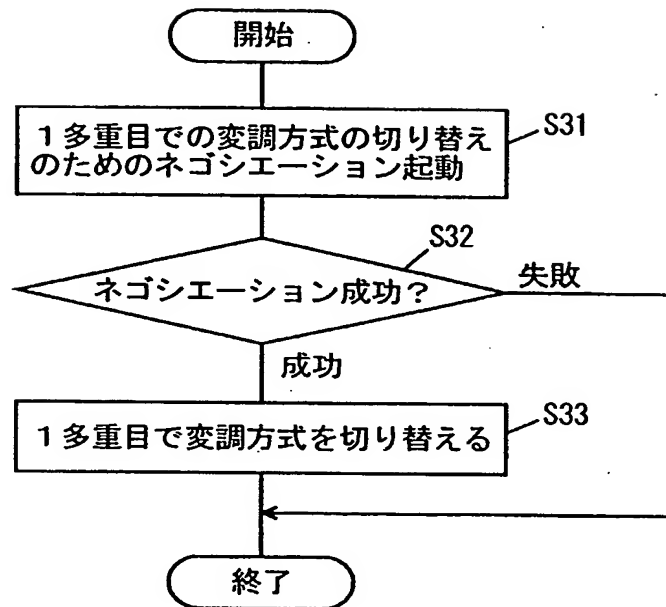 開始
1多重目での変調方式の切り替え
のためのネゴシエーション起動
S31
S32
ネゴシエーション成功?
失敗
成功
S33
1多重目で変調方式を切り替える
終了